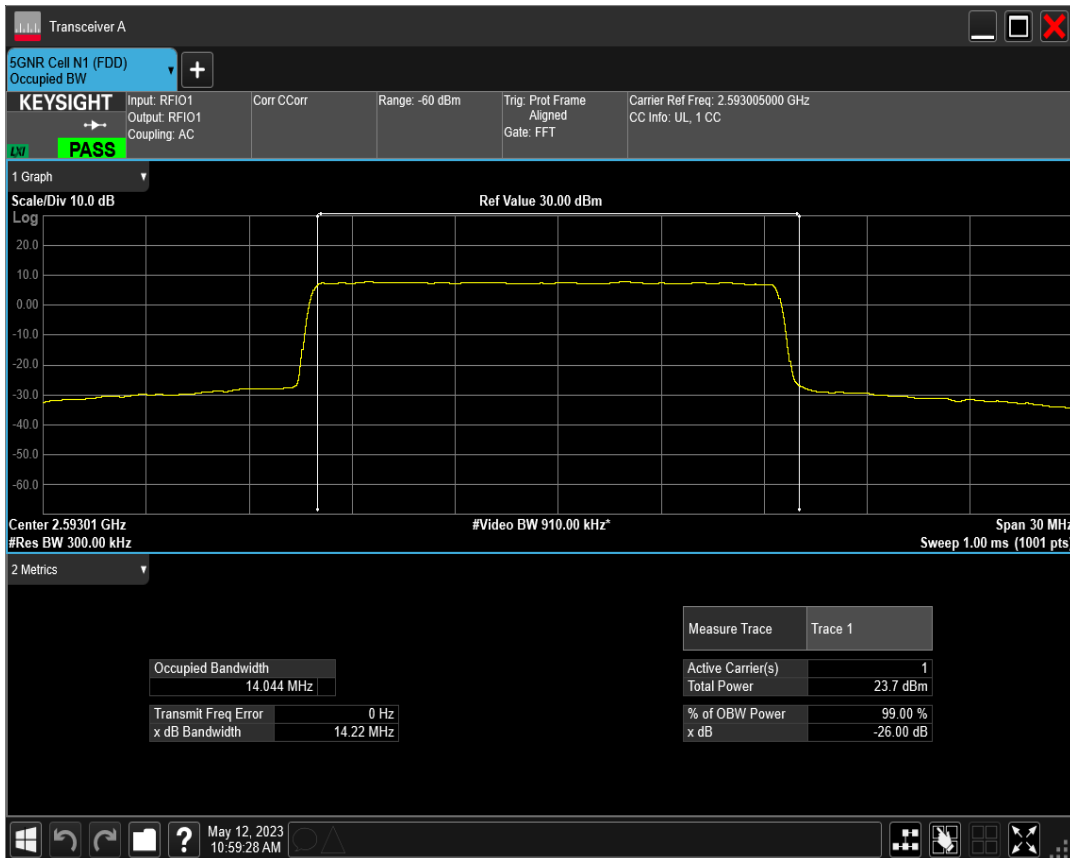 Transceiver A
5GNR Cell N1 (FDD)
Occupied BW
+
KEYSIGHT
LXI
PASS
Input: RFIO1
Output: RFIO1
Coupling: AC
Corr CCorr
Range: -60 dBm
Trig: Prot Frame
Aligned
Gate: FFT
Carrier Ref Freq: 2.593005000 GHz
CC Info: UL, 1 CC
1 Graph
Scale/Div 10.0 dB
Ref Value 30.00 dBm
Log
20.0
10.0
0.00
-10.0
-20.0
-30.0
-40.0
-50.0
-60.0
Center 2.59301 GHz
#Video BW 910.00 kHz*
Span 30 MHz
#Res BW 300.00 kHz
Sweep 1.00 ms (1001 pts)
2 Metrics
Measure Trace Trace 1
Occupied Bandwidth
14.044 MHz
Active Carrier(s) 1
Total Power 23.7 dBm
Transmit Freq Error 0 Hz
x dB Bandwidth 14.22 MHz
% of OBW Power 99.00 %
x dB -26.00 dB
?
May 12, 2023
10:59:28 AM